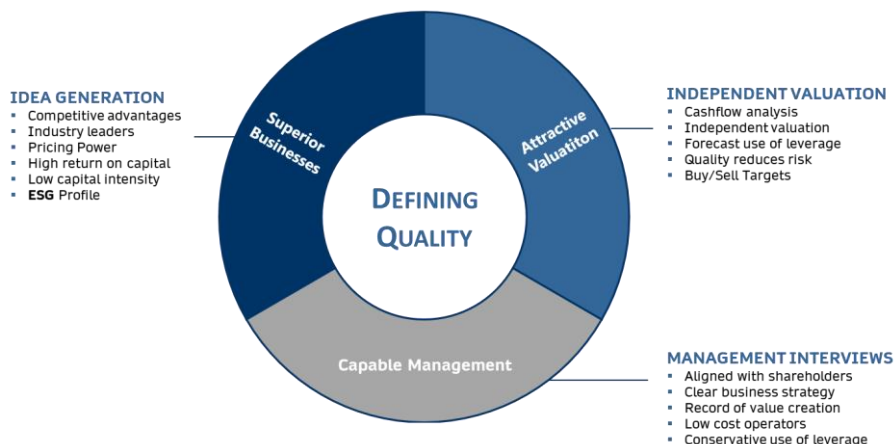 IDEA GENERATION
▪ Competitive advantages
▪ Industry leaders
▪ Pricing Power
▪ High return on capital
▪ Low capital intensity
▪ ESG Profile
Superior
Businesses
Attractive
Valuatiton
DEFINING
QUALITY
Capable Management
INDEPENDENT VALUATION
▪ Cashflow analysis
▪ Independent valuation
▪ Forecast use of leverage
▪ Quality reduces risk
▪ Buy/Sell Targets
MANAGEMENT INTERVIEWS
▪ Aligned with shareholders
▪ Clear business strategy
▪ Record of value creation
▪ Low cost operators
▪ Conservative use of leverage